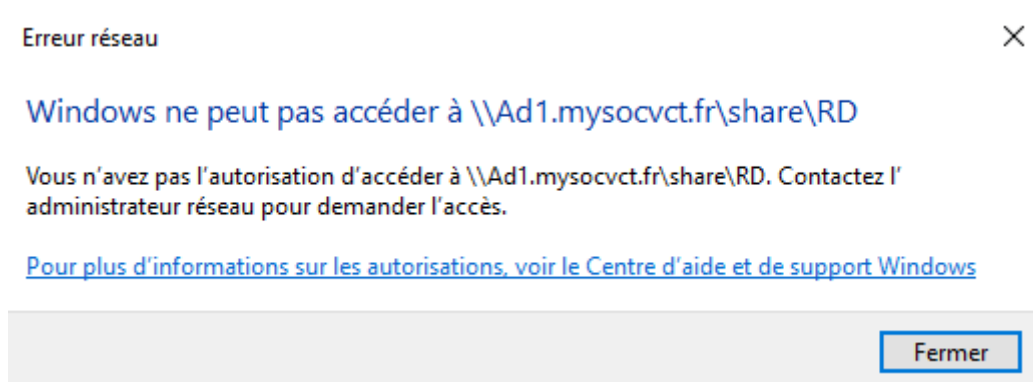 Erreur réseau
Windows ne peut pas accéder à \\Ad1.mysocvct.fr\share\RD
Vous n’avez pas l’autorisation d’accéder à \\Ad1.mysocvct.fr\share\RD. Contactez l’
administrateur réseau pour demander l’accès.
Pour plus d’informations sur les autorisations, voir le Centre d’aide et de support Windows
Fermer